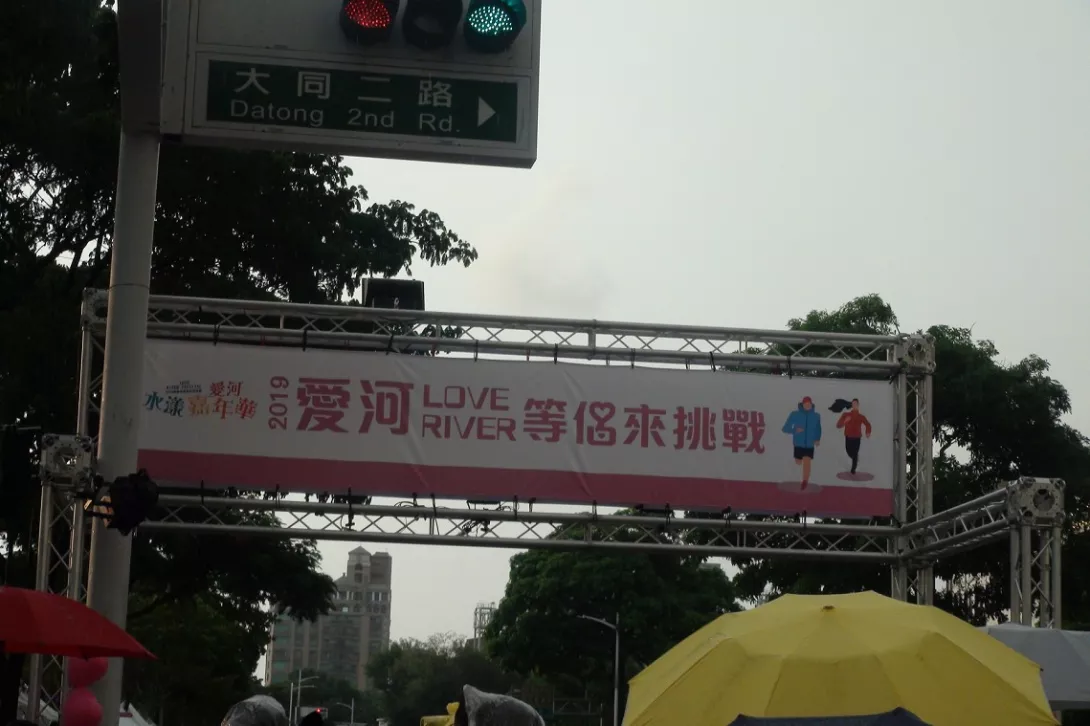 大同二路
Datong 2nd Rd.
愛河
水漾嘉年華
2019
愛河
LOVE
RIVER
等侶來挑戰